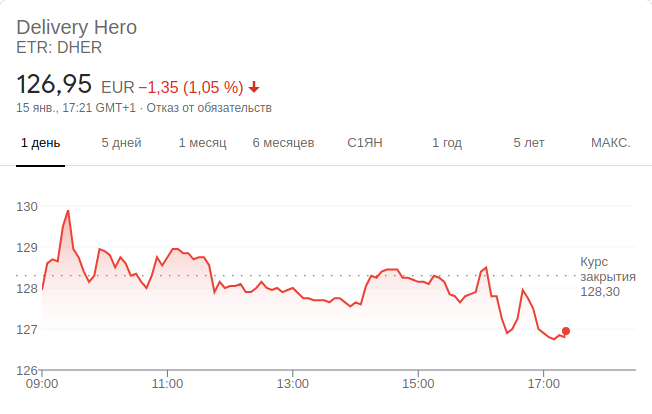 Delivery Hero
ETR: DHER
126,95 EUR −1,35 (1,05 %)
15 янв., 17:21 GMT+1 · Отказ от обязательств
1 день 5 дней 1 месяц 6 месяцев С1ЯН 1 год 5 лет МАКС.
130
129
128
127
126
Курс
закрытия
128,30
09:00 11:00 13:00 15:00 17:00